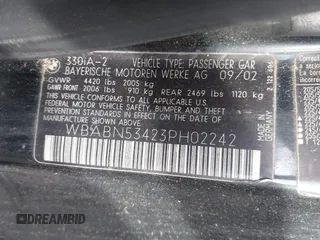 330iA-2 VEHICLE TYPE: PASSENGER CAR
BAYERISCHE MOTOREN WERKE AG 09/02
GVWR 4420 lbs 2005 kg
GAWR FRONT 2006 lbs 910 kg REAR 2469 lbs 1120 kg
THIS VEHICLE CONFORMS TO ALL APPLICABLE
FEDERAL MOTOR VEHICLE SAFETY, BUMPER AND
THEFT PREVENTION STANDARDS IN EFFECT ON
THE DATE OF MANUFACTURE SHOWN ABOVE.
WBABN53423PH02242
MADE IN
GERMANY
2 122 496
DREAMBID